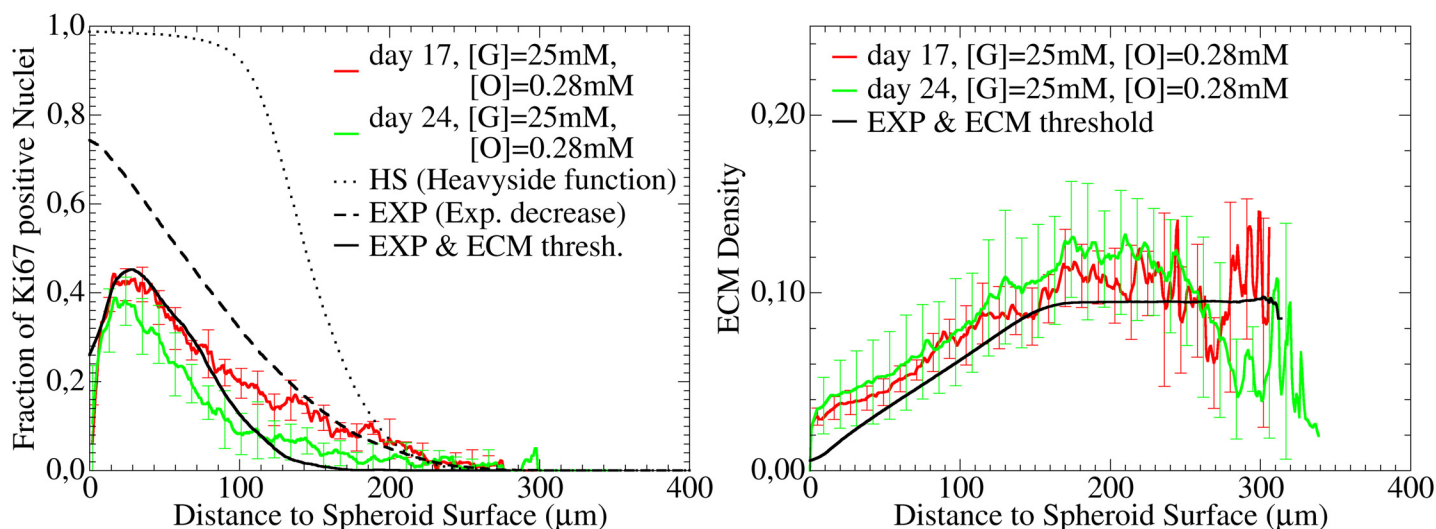 1,0
0,8
0,6
0,4
0,2
0,0
Fraction of Ki67 positive Nuclei
day 17, [G]=25mM,
[O]=0.28mM
day 24, [G]=25mM,
[O]=0.28mM
HS (Heavyside function)
EXP (Exp. decrease)
EXP & ECM thresh.
0 100 200 300 400
Distance to Spheroid Surface (μm)
0,20
0,10
0,00
ECM Density
day 17, [G]=25mM, [O]=0.28mM
day 24, [G]=25mM, [O]=0.28mM
EXP & ECM threshold
0 100 200 300 400
Distance to Spheroid Surface (μm)